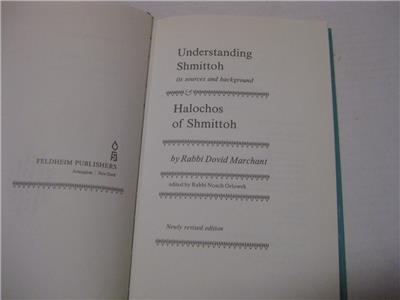 FELDHEIM PUBLISHERS
Jerusalem / New York
Understanding
Shmittoh
its sources and background
&
Halochos
of Shmittoh
by Rabbi Dovid Marchant
edited by Rabbi Nosch Orlowek
Newly revised edition